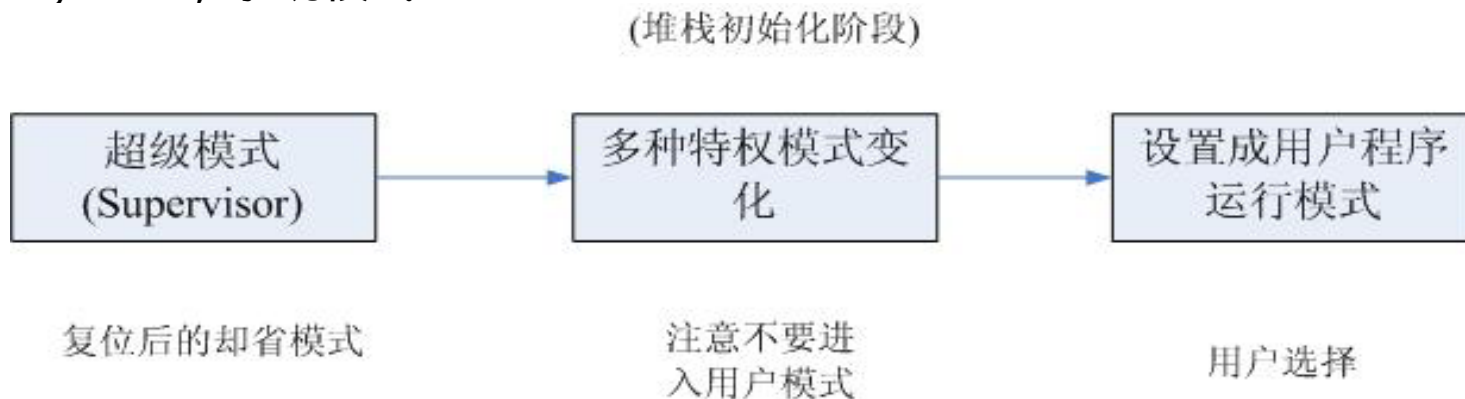 (堆栈初始化阶段)
超级模式
(Supervisor)
多种特权模式变
化
设置成用户程序
运行模式
复位后的却省模式
注意不要进
入用户模式
用户选择